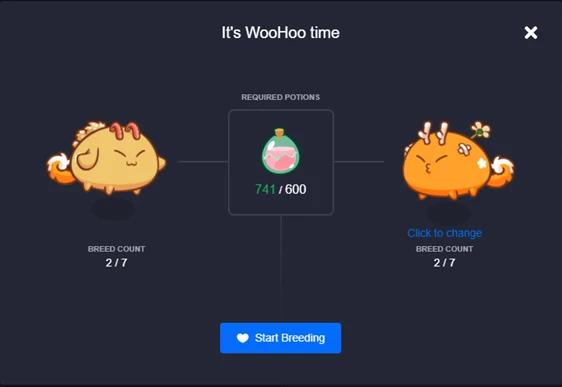 It's WooHoo time
REQUIRED POTIONS
741 / 600
Click to change
BREED COUNT
2 / 7
BREED COUNT
2 / 7
Start Breeding